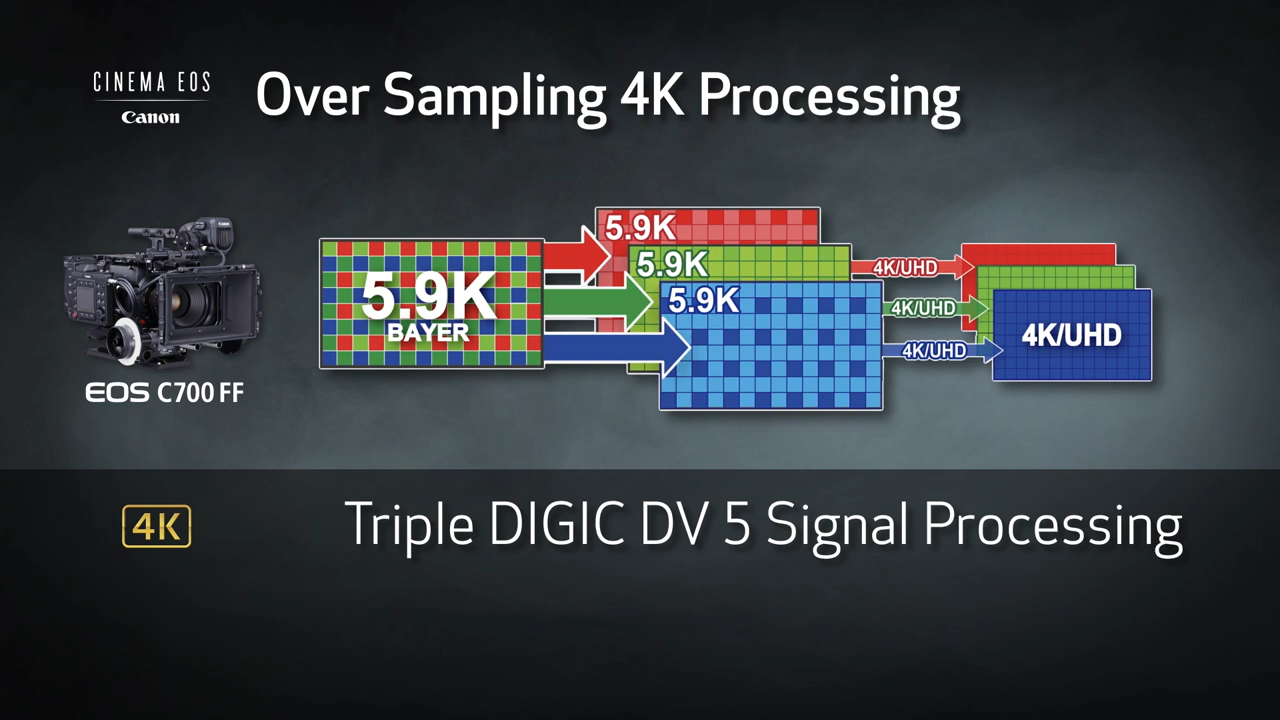 CINEMA EOS
Canon
Over Sampling 4K Processing
5.9K
BAYER
5.9K
5.9K
5.9K
4K/UHD
4K/UHD
4K/UHD
4K/UHD
EOS C700 FF
4K
Triple DIGIC DV 5 Signal Processing